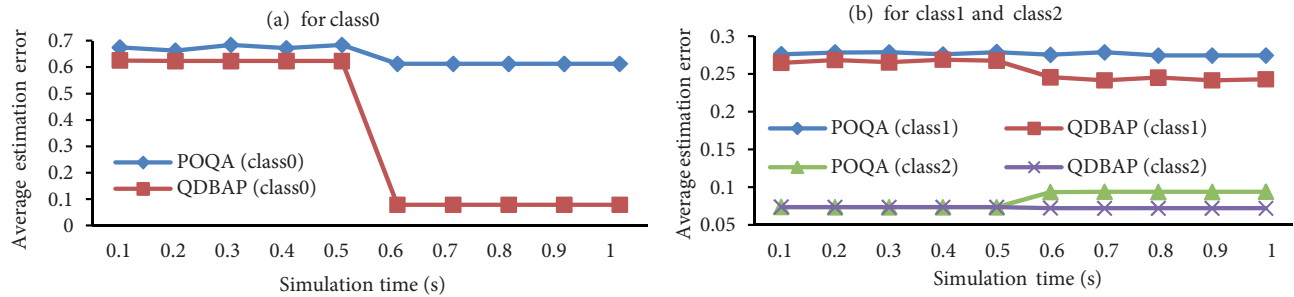 (a) for class0
Average estimation error
0.7
0.6
0.5
0.4
0.3
0.2
0.1
0
POQA (class0)
QDBAP (class0)
0.1 0.2 0.3 0.4 0.5 0.6 0.7 0.8 0.9 1
Simulation time (s)
(b) for class1 and class2
Average estimation error
0.3
0.25
0.2
0.15
0.1
0.05
POQA (class1) QDBAP (class1)
POQA (class2) QDBAP (class2)
0.1 0.2 0.3 0.4 0.5 0.6 0.7 0.8 0.9 1
Simulation time (s)